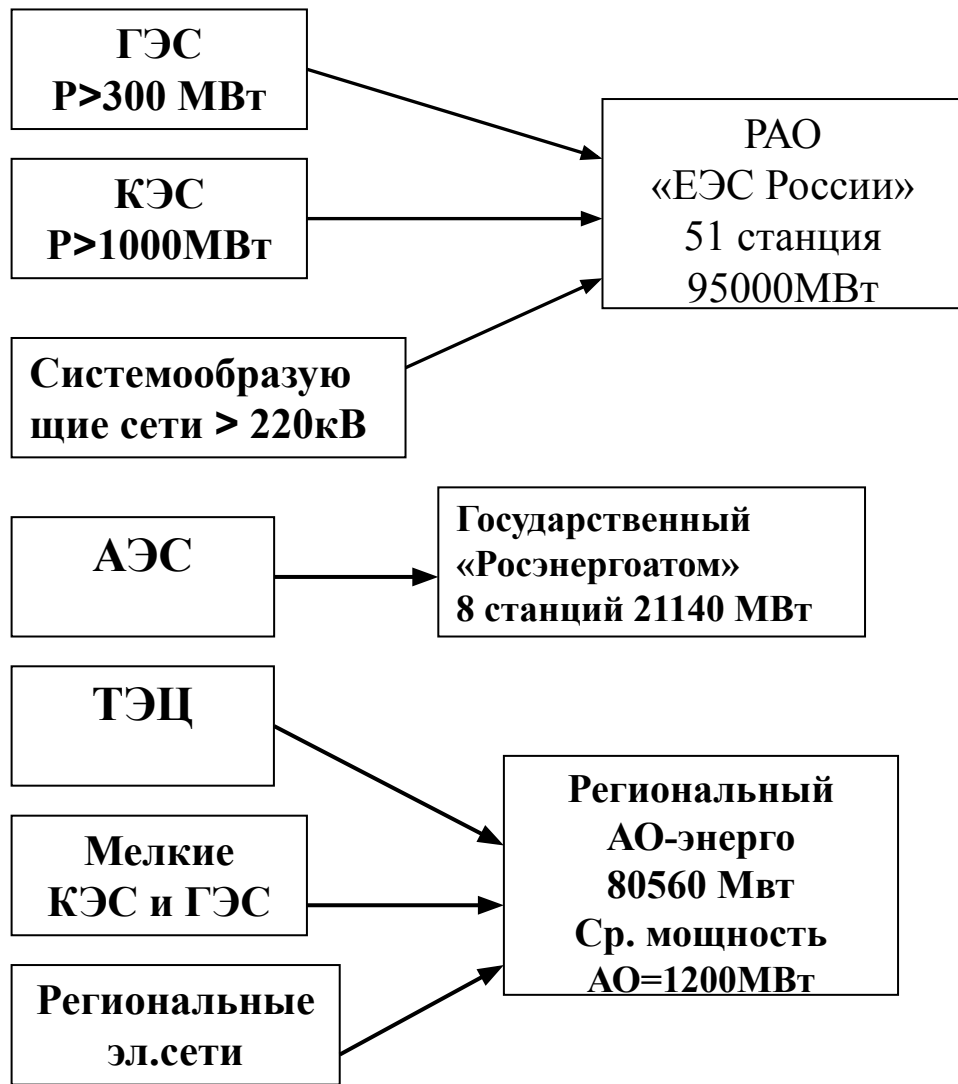 ГЭС
Р>300 МВт
КЭС
Р>1000МВт
Системообразую
щие сети > 220кВ
РАО
«ЕЭС России»
51 станция
95000МВт
АЭС
Государственный
«Росэнергоатом»
8 станций 21140 МВт
ТЭЦ
Мелкие
КЭС и ГЭС
Региональные
эл.сети
Региональный
АО-энерго
80560 Мвт
Ср. мощность
АО=1200МВт